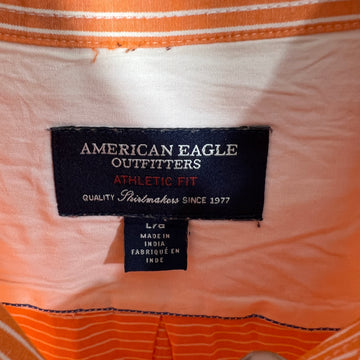 AMERICAN EAGLE
OUTFITTERS
ATHLETIC FIT
QUALITY Shirtmakers SINCE 1977
L/G
MADE IN
INDIA
FABRIQUÉ EN
INDE